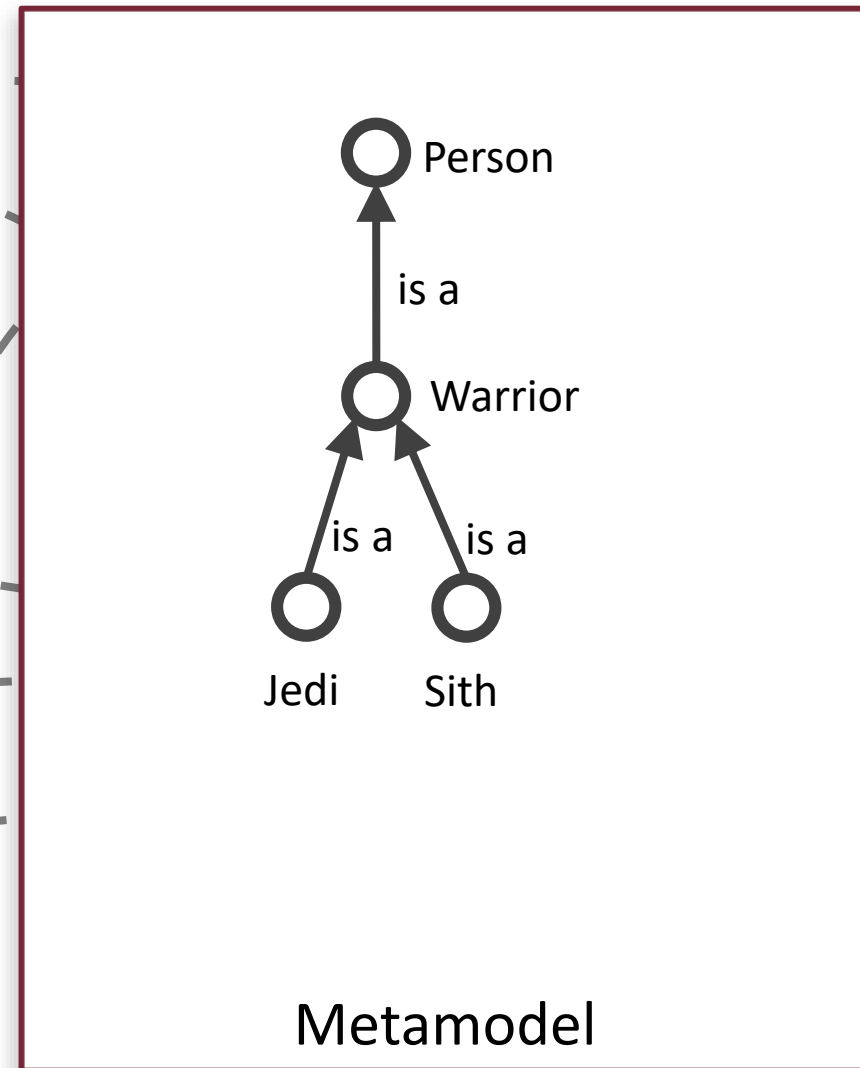 Person
is a
Warrior
is a
is a
Jedi
Sith
Metamodel